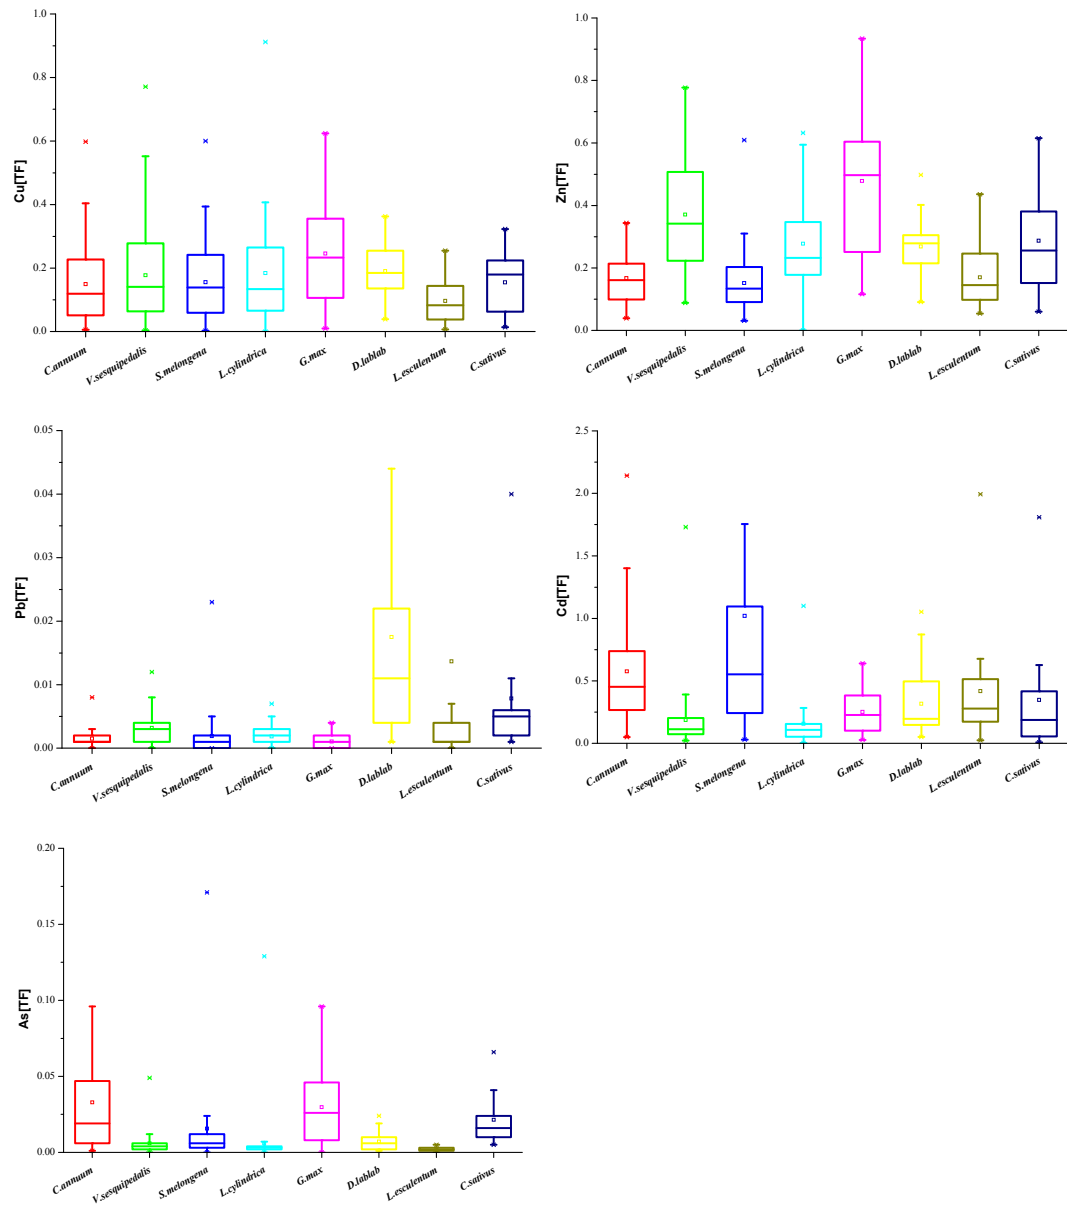 1.0
0.8
0.6
0.4
0.2
0.0
Cu[TF]
C.annuum
V.sesquipedalis
S.melongena
L.cylindrica
G.max
D.lablab
L.esculentum
C.sativus
1.0
0.8
0.6
0.4
0.2
0.0
Zn[TF]
C.annuum
V.sesquipedalis
S.melongena
L.cylindrica
G.max
D.lablab
L.esculentum
C.sativus
0.05
0.04
0.03
0.02
0.01
0.00
Pb[TF]
C.annuum
V.sesquipedalis
S.melongena
L.cylindrica
G.max
D.lablab
L.esculentum
C.sativus
2.5
2.0
1.5
1.0
0.5
0.0
Cd[TF]
C.annuum
V.sesquipedalis
S.melongena
L.cylindrica
G.max
D.lablab
L.esculentum
C.sativus
0.20
0.15
0.10
0.05
0.00
As[TF]
C.annuum
V.sesquipedalis
S.melongena
L.cylindrica
G.max
D.lablab
L.esculentum
C.sativus